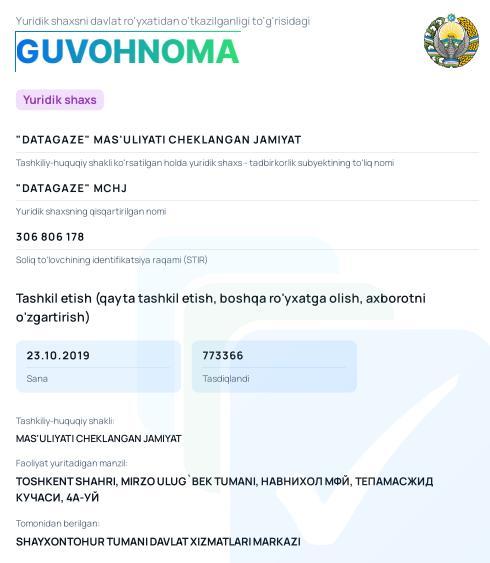 Yuridik shaxsni davlat ro'yxatidan o'tkazilganligi to'g'risidagi
GUVOHNOMA
Yuridik shaxs
"DATAGAZE" MAS'ULIYATI CHEKLANGAN JAMIYAT
Tashkiliy-huquqiy shakli ko'rsatilgan holda yuridik shaxs - tadbirkorlik subyektining to'liq nomi
"DATAGAZE" MCHJ
Yuridik shaxsning qisqartirilgan nomi
306 806 178
Soliq to'lovchining identifikatsiya raqami (STIR)
Tashkil etish (qayta tashkil etish, boshqa ro'yxatga olish, axborotni
o'zgartirish)
23.10.2019
Sana
773366
Tasdiqlandi
Tashkiliy-huquqiy shakli:
MAS'ULIYATI CHEKLANGAN JAMIYAT
Faoliyat yuritadigan manzil:
TOSHKENT SHAHRI, MIRZO ULUG`BEK TUMANI, НАВНИХОЛ МФЙ, ТЕПАМАСЖИД
КУЧАСИ, 4А-УЙ
Tomonidan berilgan:
SHAYXONTOHUR TUMANI DAVLAT XIZMATLARI MARKAZI